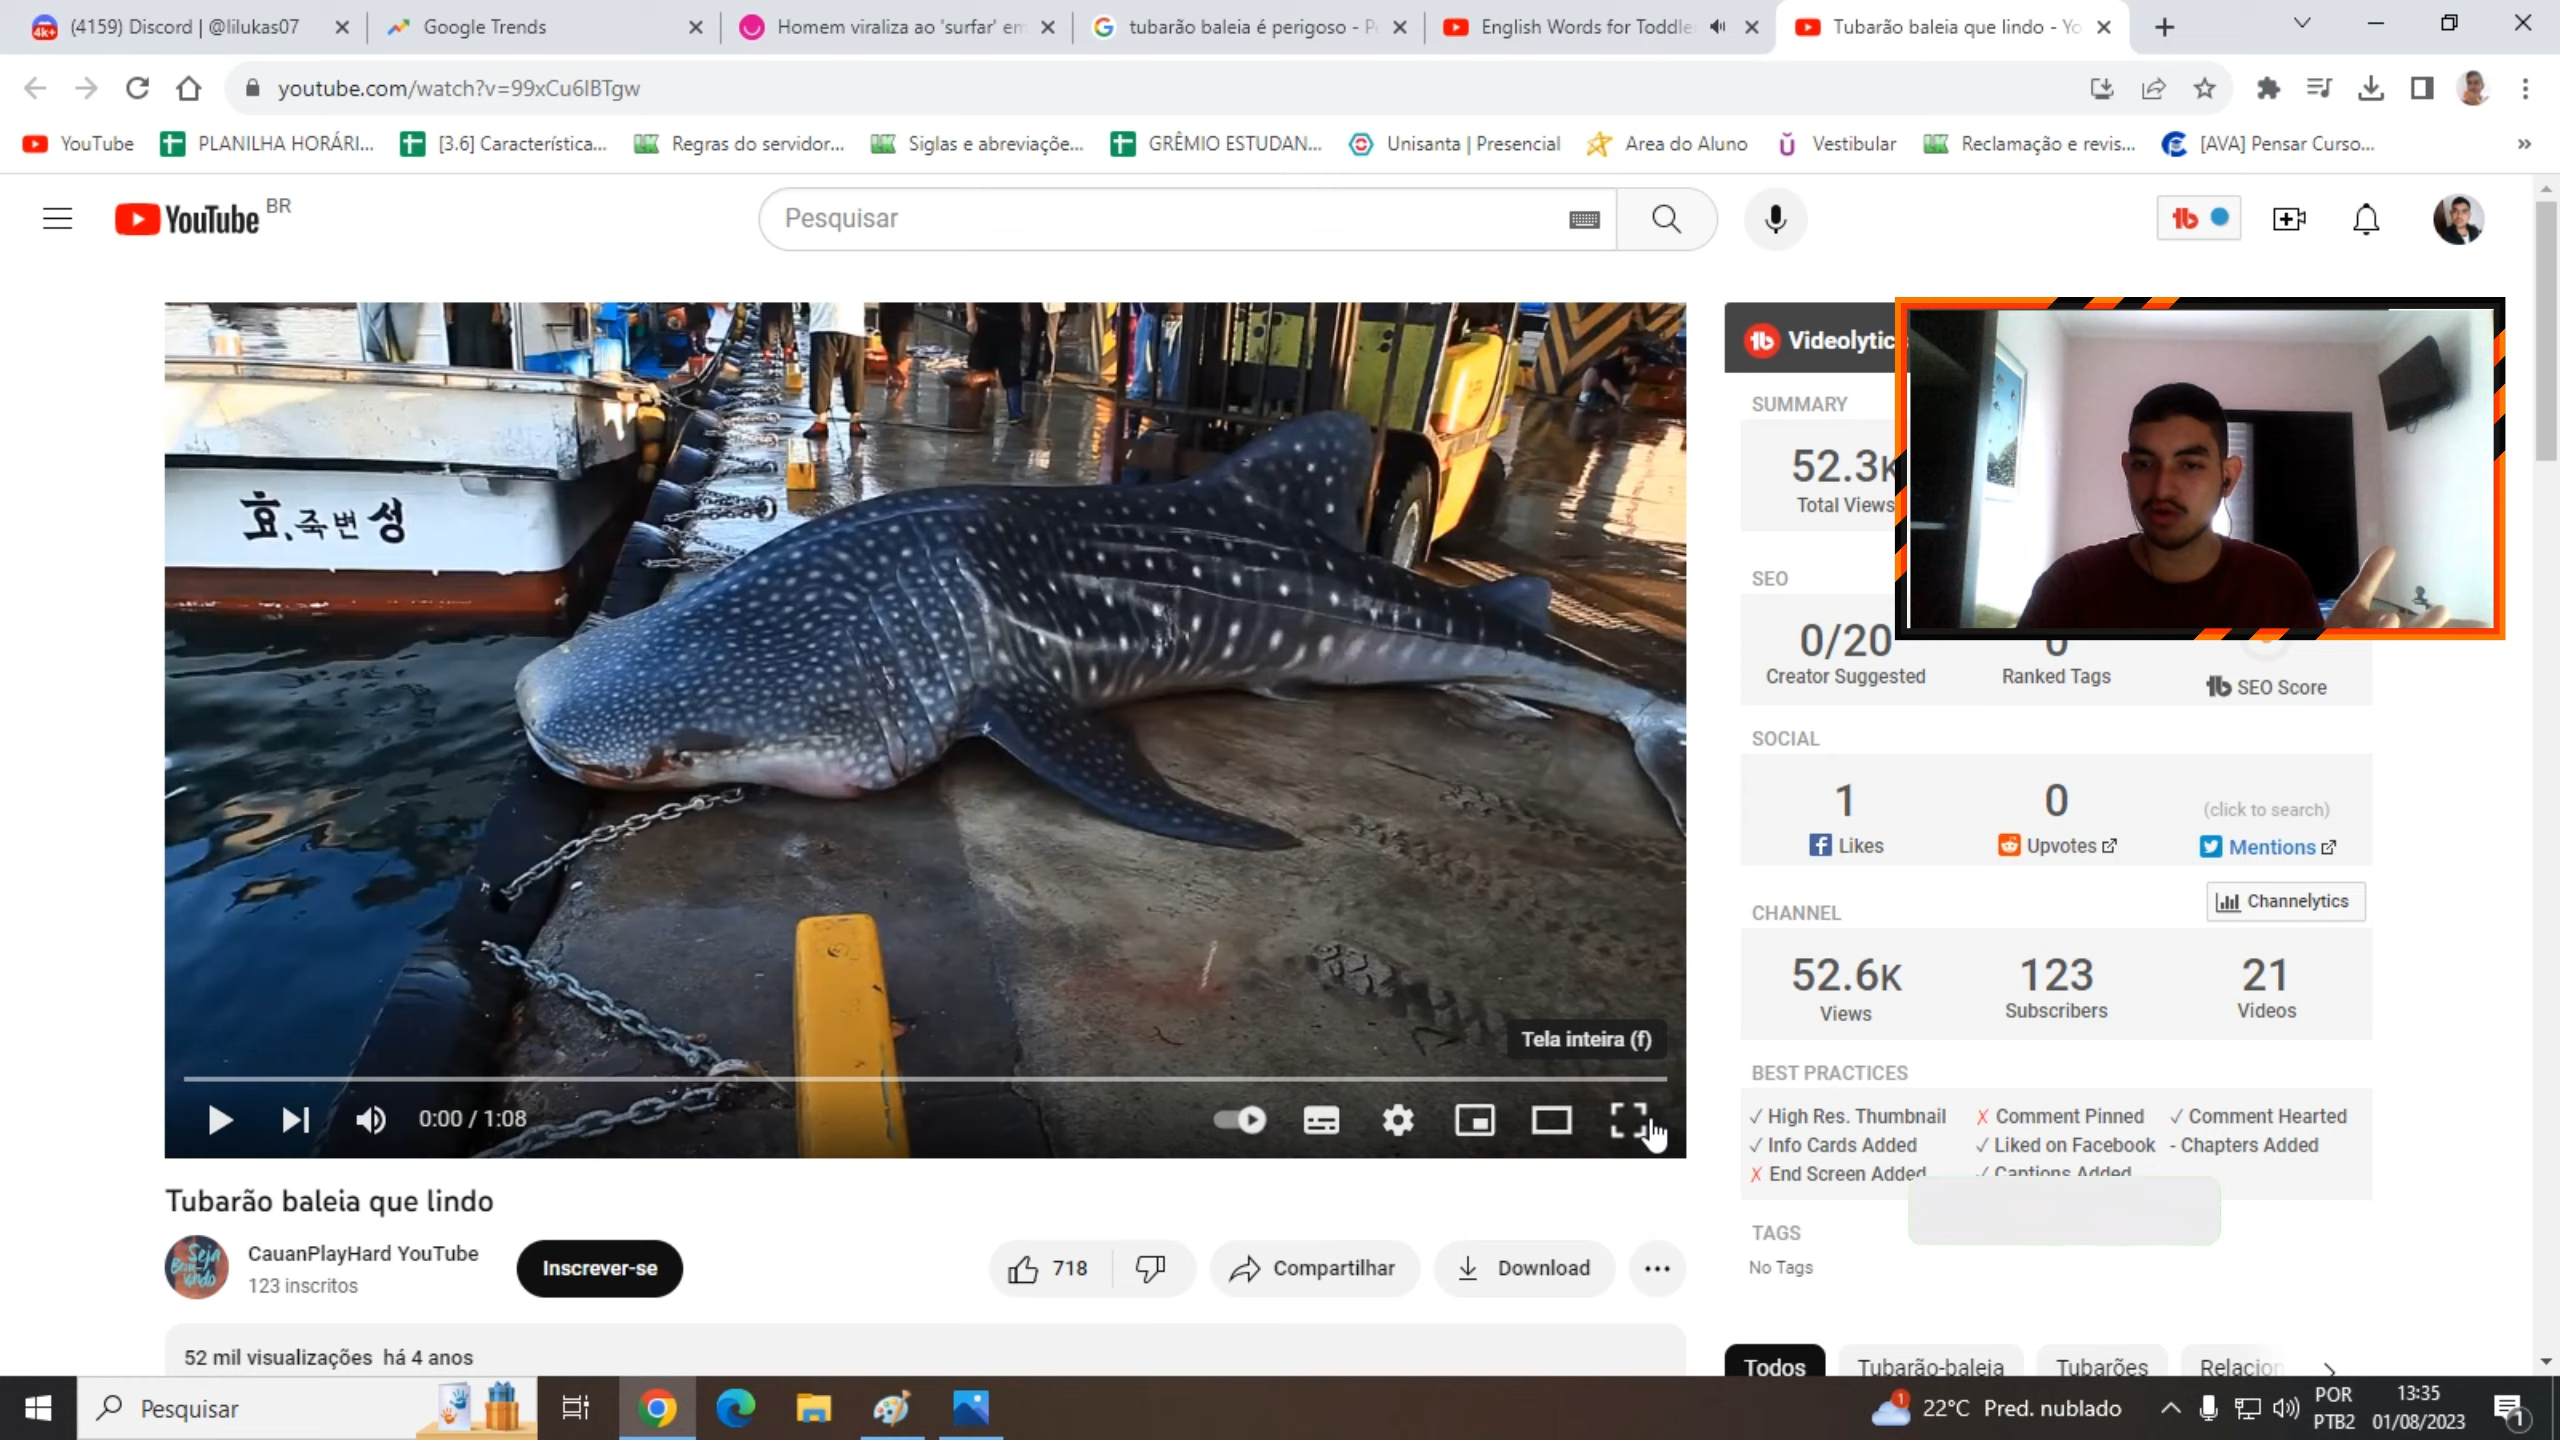 (4159) Discord | @lilukas07
Google Trends
Homem viraliza ao 'surfar' em
tubarão baleia é perigoso - P
English Words for Toddle
Tubarão baleia que lindo - Yo
youtube.com/watch?v=99xCu6IBTgw
YouTube
PLANILHA HORÁRI...
[3.6] Característica...
Regras do servidor...
Siglas e abreviaçõe...
GRÊMIO ESTUDAN...
Unisanta | Presencial
Area do Aluno
Vestibular
Reclamação e revis...
[AVA] Pensar Curso...
YouTube BR
Pesquisar
효.죽변 성
Tela inteira (f)
0:00 / 1:08
Tubarão baleia que lindo
CauanPlayHard YouTube
123 inscritos
Inscrever-se
718
Compartilhar
Download
52 mil visualizações há 4 anos
Videolytic
SUMMARY
52.3K
Total Views
SEO
0/20
Creator Suggested
0
Ranked Tags
SEO Score
SOCIAL
1
Likes
0
Upvotes
(click to search)
Mentions
CHANNEL
Channelytics
52.6K
Views
123
Subscribers
21
Videos
BEST PRACTICES
✓ High Res. Thumbnail
✗ Comment Pinned
✓ Comment Hearted
✓ Info Cards Added
✓ Liked on Facebook
- Chapters Added
✗ End Screen Added
✓ Captions Added
TAGS
No Tags
Todos
Tubarão-baleia
Tubarões
Relacion
Pesquisar
22°C Pred. nublado
POR
PTB2
13:35
01/08/2023
1